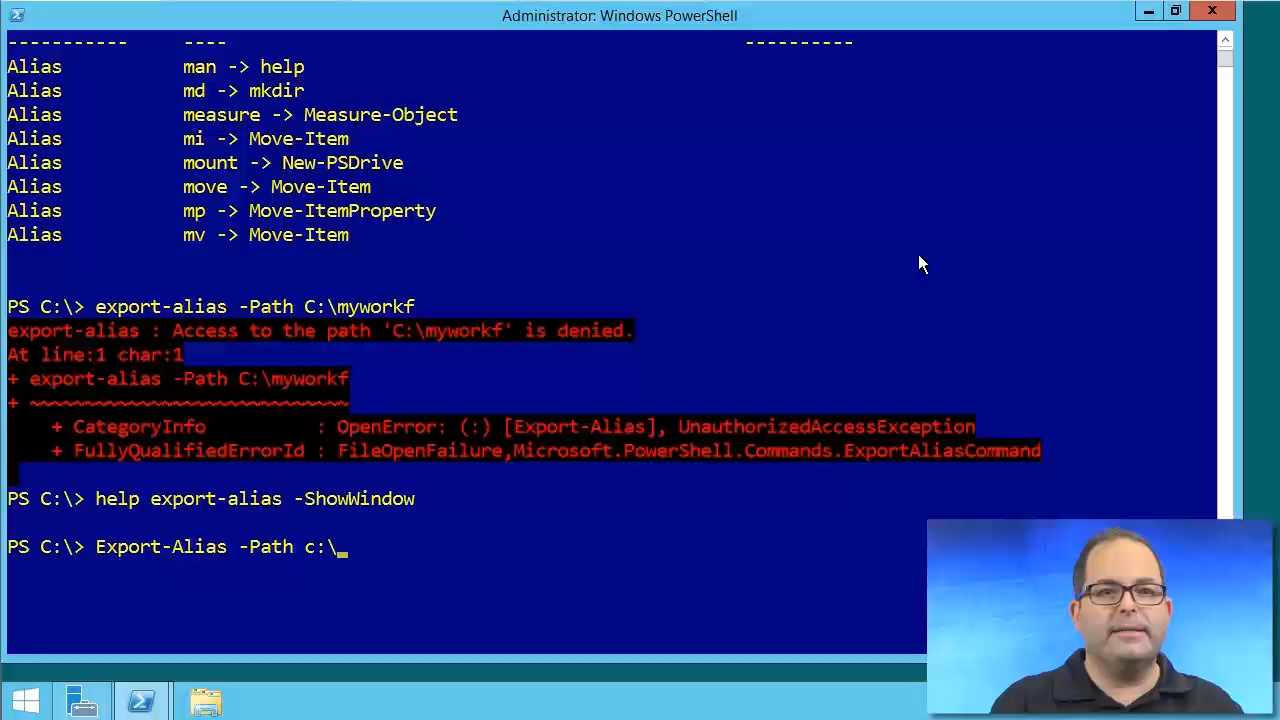 Administrator: Windows PowerShell
----------- ---- ----------
Alias man -> help
Alias md -> mkdir
Alias measure -> Measure-Object
Alias mi -> Move-Item
Alias mount -> New-PSDrive
Alias move -> Move-Item
Alias mp -> Move-ItemProperty
Alias mv -> Move-Item
PS C:\> export-alias -Path C:\myworkf
export-alias : Access to the path 'C:\myworkf' is denied.
At line:1 char:1
+ export-alias -Path C:\myworkf
+ ~~~~~~~~~~~~~~~~~~~~~~~~~~~~~
+ CategoryInfo : OpenError: (:) [Export-Alias], UnauthorizedAccessException
+ FullyQualifiedErrorId : FileOpenFailure,Microsoft.PowerShell.Commands.ExportAliasCommand
PS C:\> help export-alias -ShowWindow
PS C:\> Export-Alias -Path c:\_